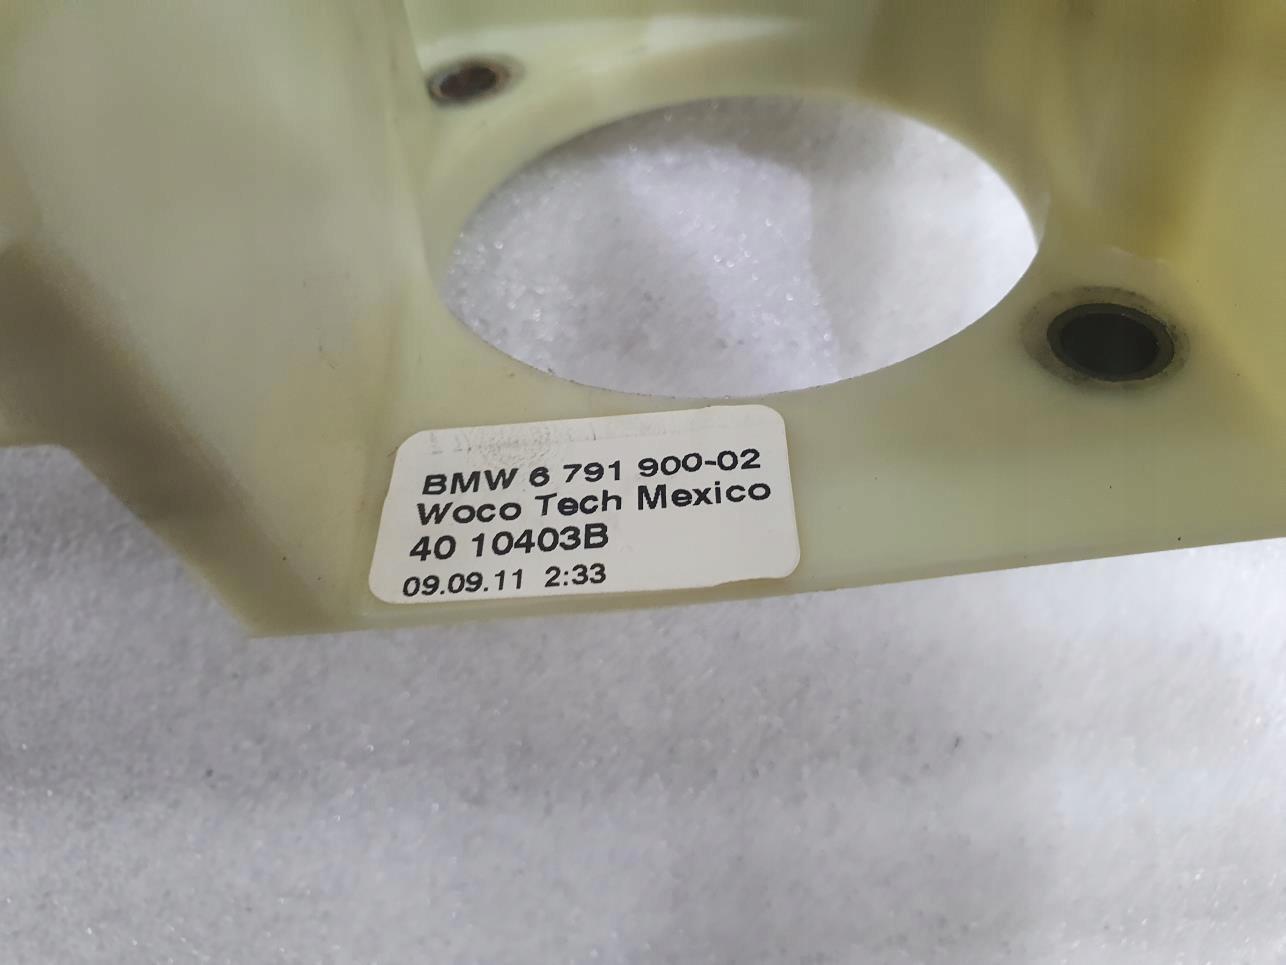 BMW 6 791 900-02
Woco Tech Mexico
40 10403B
09.09.11 2:33